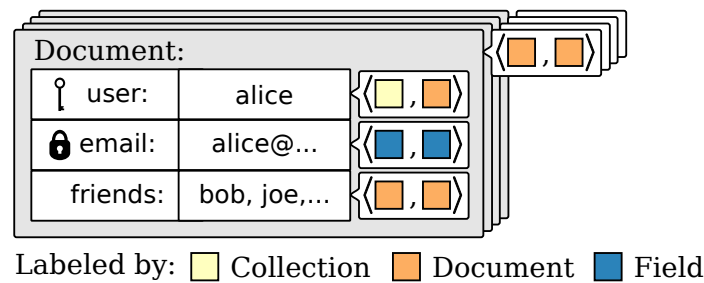 Document:
⟨ , ⟩
user: alice ⟨ , ⟩
email: alice@... ⟨ , ⟩
friends: bob, joe,... ⟨ , ⟩
Labeled by: Collection Document Field